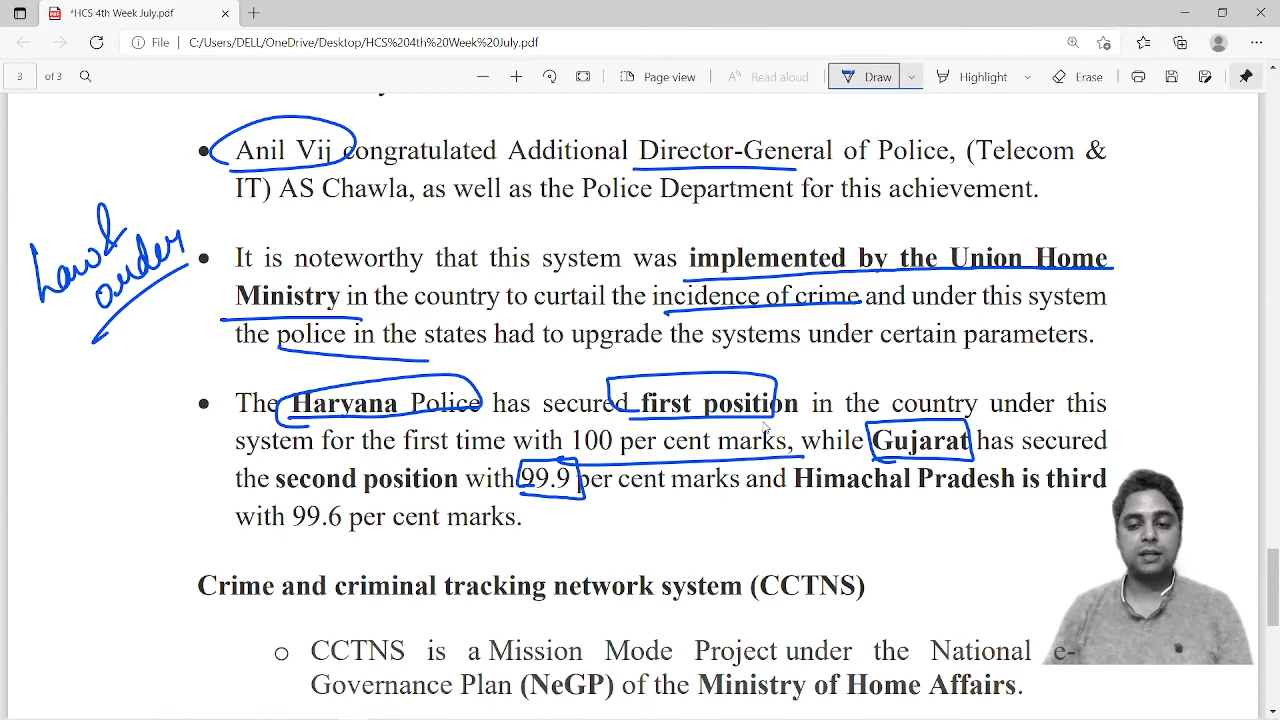 *HCS 4th Week July.pdf
File C:/Users/DELL/OneDrive/Desktop/HCS%204th%20Week%20July.pdf
3 of 3 Page view Read aloud Draw Highlight Erase
Anil Vij congratulated Additional Director-General of Police, (Telecom &
IT) AS Chawla, as well as the Police Department for this achievement.
Law &
order
It is noteworthy that this system was implemented by the Union Home
Ministry in the country to curtail the incidence of crime and under this system
the police in the states had to upgrade the systems under certain parameters.
The Haryana Police has secured first position in the country under this
system for the first time with 100 per cent marks, while Gujarat has secured
the second position with 99.9 per cent marks and Himachal Pradesh is third
with 99.6 per cent marks.
Crime and criminal tracking network system (CCTNS)
CCTNS is a Mission Mode Project under the National e-
Governance Plan (NeGP) of the Ministry of Home Affairs.